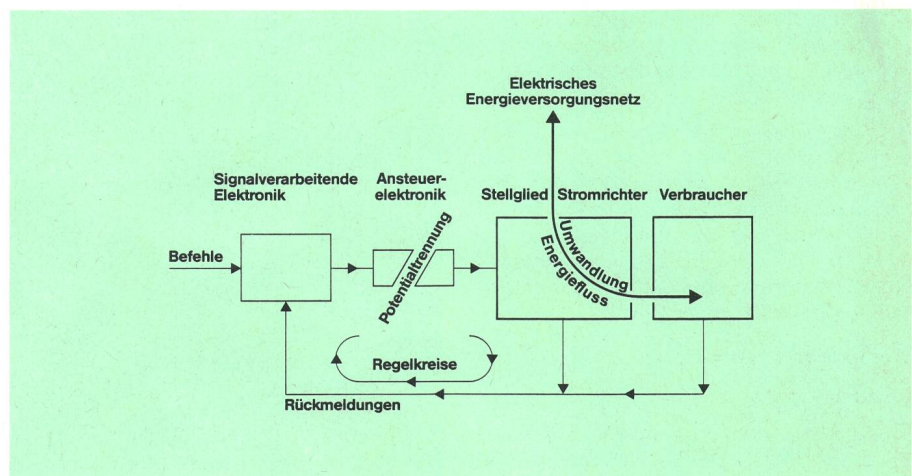 Elektrisches
Energieversorgungsnetz
Signalverarbeitende
Elektronik
Ansteuer-
elektronik
Stellglied
Stromrichter
Verbraucher
Befehle
Potentialtrennung
Umwandlung
Energiefluss
Regelkreise
Rückmeldungen